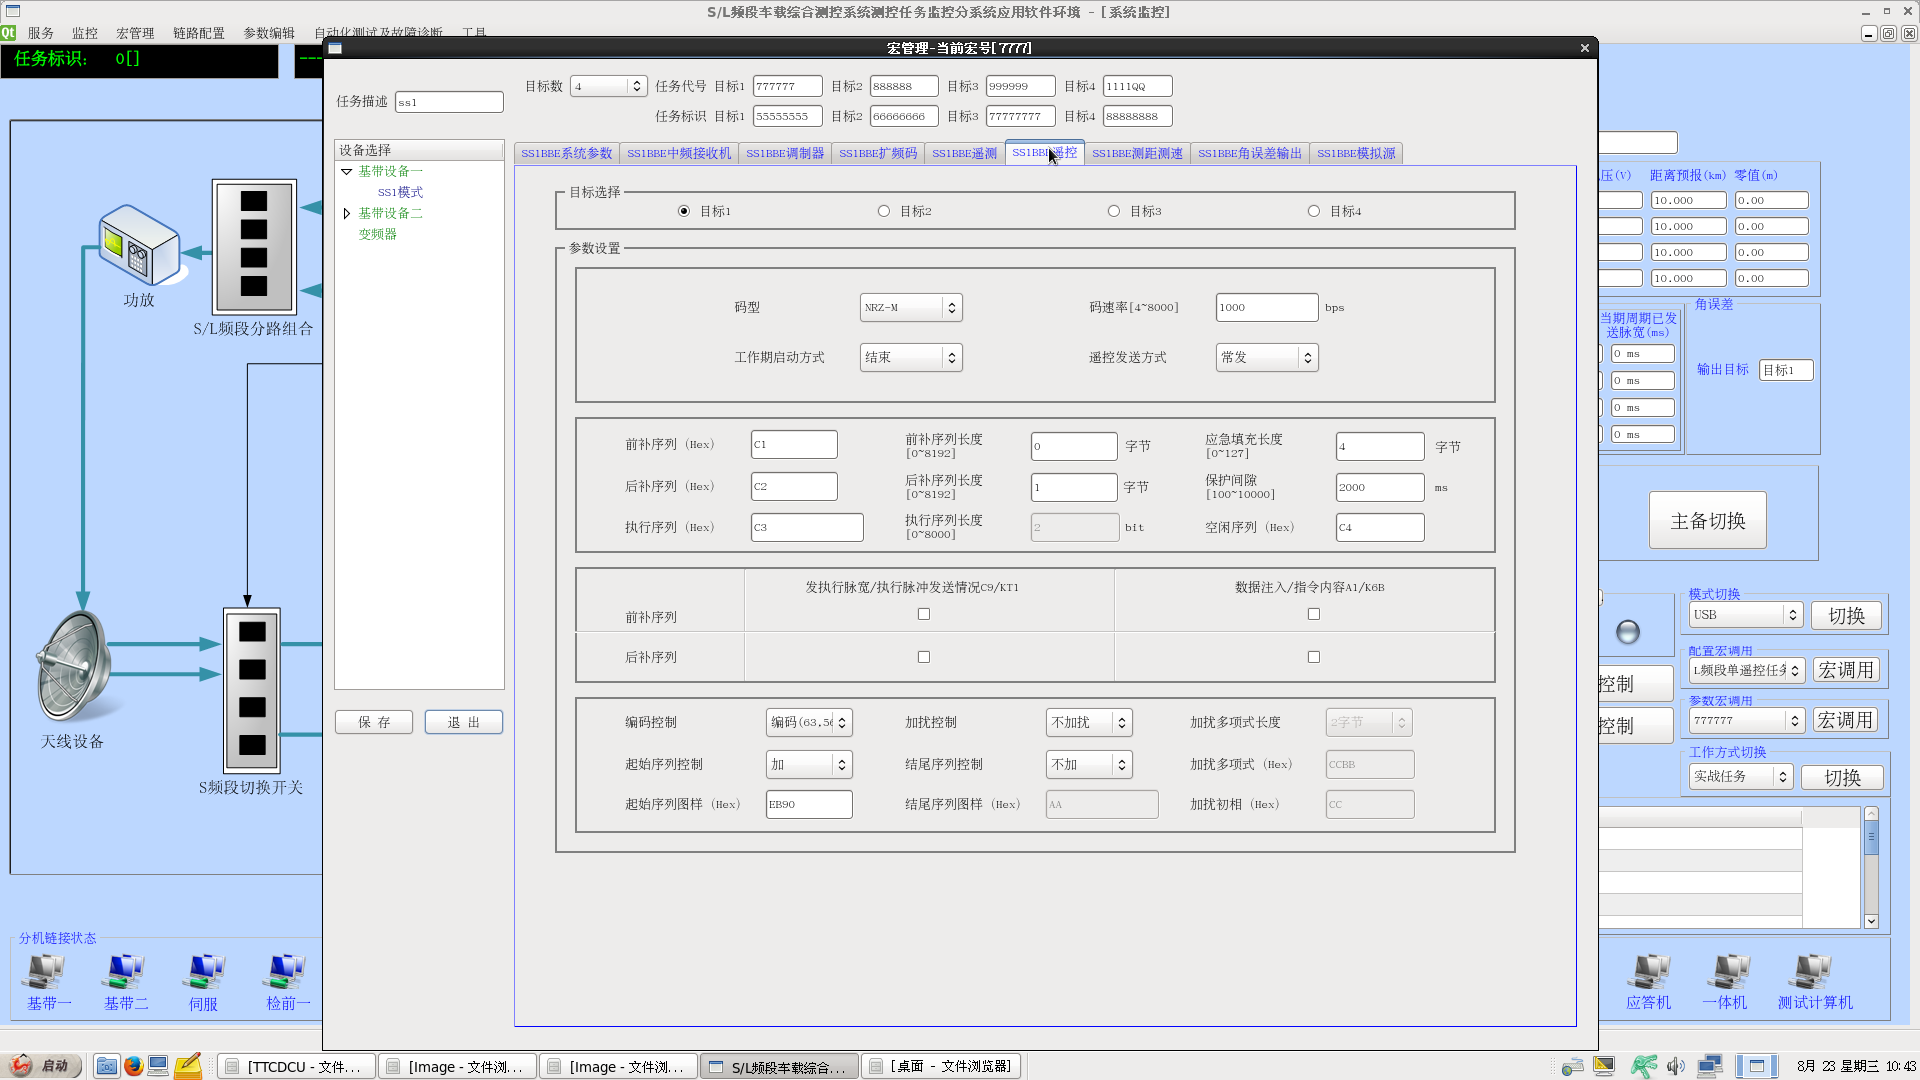 S/L频段车载综合测控系统测控任务监控分系统应用软件环境 - [系统监控]
Qt 服务 监控 宏管理 链路配置 参数编辑 自动化测试及故障诊断 工具
任务标识: 0[]
功放
S/L频段分路组合
天线设备
S频段切换开关
宏管理-当前宏号[7777]
任务描述 ss1
目标数 4 任务代号 目标1 777777 目标2 888888 目标3 999999 目标4 1111QQ
任务标识 目标1 55555555 目标2 66666666 目标3 77777777 目标4 88888888
设备选择
基带设备一
SS1模式
基带设备二
变频器
保 存 退 出
SS1BBE系统参数 SS1BBE中频接收机 SS1BBE调制器 SS1BBE扩频码 SS1BBE遥测 SS1BBE遥控 SS1BBE测距测速 SS1BBE角误差输出 SS1BBE模拟源
目标选择
目标1 目标2 目标3 目标4
参数设置
码型 NRZ-M 码速率[4~8000] 1000 bps
工作期启动方式 结束 遥控发送方式 常发
前补序列 (Hex) C1 前补序列长度 [0~8192] 0 字节 应急填充长度 [0~127] 4 字节
后补序列 (Hex) C2 后补序列长度 [0~8192] 1 字节 保护间隙 [100~10000] 2000 ms
执行序列 (Hex) C3 执行序列长度 [0~8000] 2 bit 空闲序列 (Hex) C4
发执行脉宽/执行脉冲发送情况C9/KT1 数据注入/指令内容A1/K6B
前补序列
后补序列
编码控制 编码(63,56 加扰控制 不加扰 加扰多项式长度 2字节
起始序列控制 加 结尾序列控制 不加 加扰多项式 (Hex) CCBB
起始序列图样 (Hex) EB90 结尾序列图样 (Hex) AA 加扰初相 (Hex) CC
压(V) 距离预报(km) 零值(m)
10.000 0.00
10.000 0.00
10.000 0.00
10.000 0.00
当期周期已发
送脉宽(ms)
0 ms
0 ms
0 ms
0 ms
角误差
输出目标 目标1
主备切换
模式切换
USB 切换
配置宏调用
L频段单遥控任务 宏调用
控制
参数宏调用
777777 宏调用
控制
工作方式切换
实战任务 切换
分机链接状态
基带一 基带二 伺服 检前一 应答机 一体机 测试计算机
启动 [TTCDCU - 文件... [Image - 文件浏... [Image - 文件浏... S/L频段车载综合... [桌面 - 文件浏览器] 8月 23 星期三 10:43